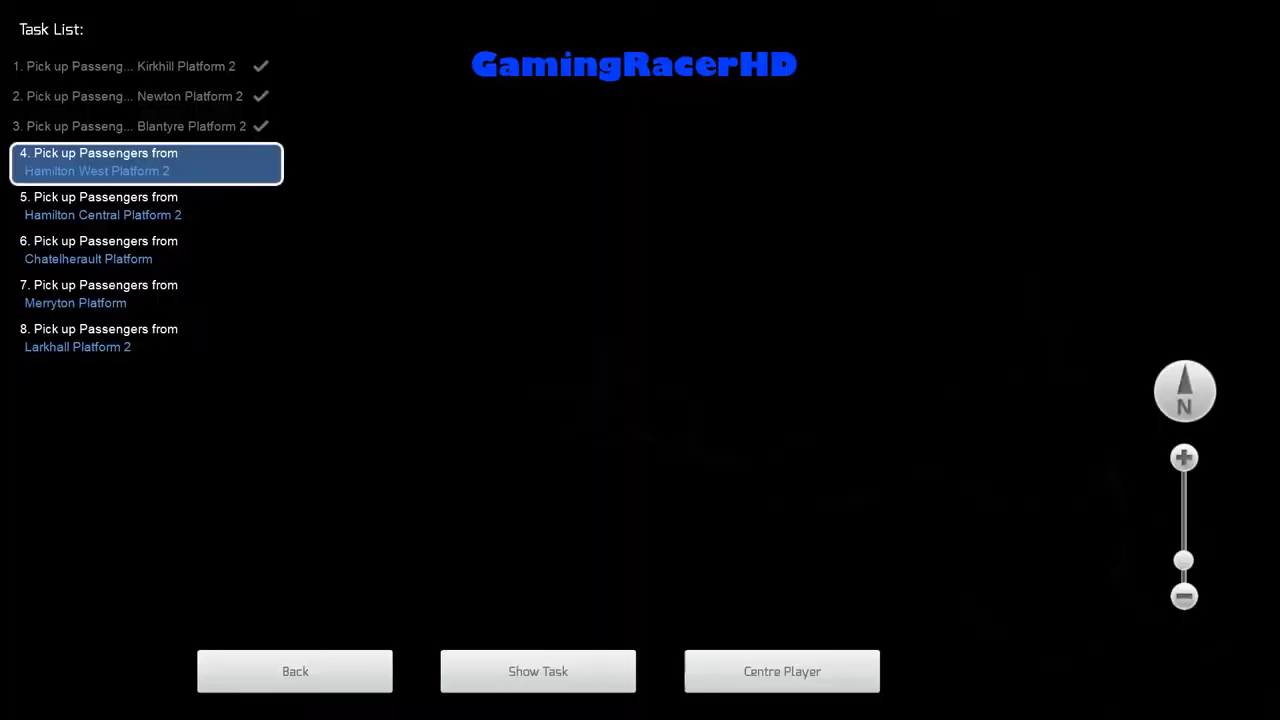 Task List:
GamingRacerHD
1. Pick up Passeng... Kirkhill Platform 2
2. Pick up Passeng... Newton Platform 2
3. Pick up Passeng... Blantyre Platform 2
4. Pick up Passengers from
Hamilton West Platform 2
5. Pick up Passengers from
Hamilton Central Platform 2
6. Pick up Passengers from
Chatelherault Platform
7. Pick up Passengers from
Merryton Platform
8. Pick up Passengers from
Larkhall Platform 2
N
Back
Show Task
Centre Player